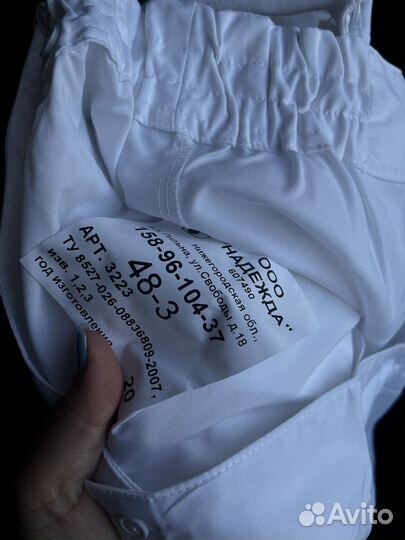 ООО
НАДЕЖДА"
607490
Нижегородская обл.,
ул.Свободы д.18
158-96-104-37
48-3
АРТ. 3223
ТУ 8527-026-08836809-2007,
изв. 1,2,3
год изготовления
20
Avito